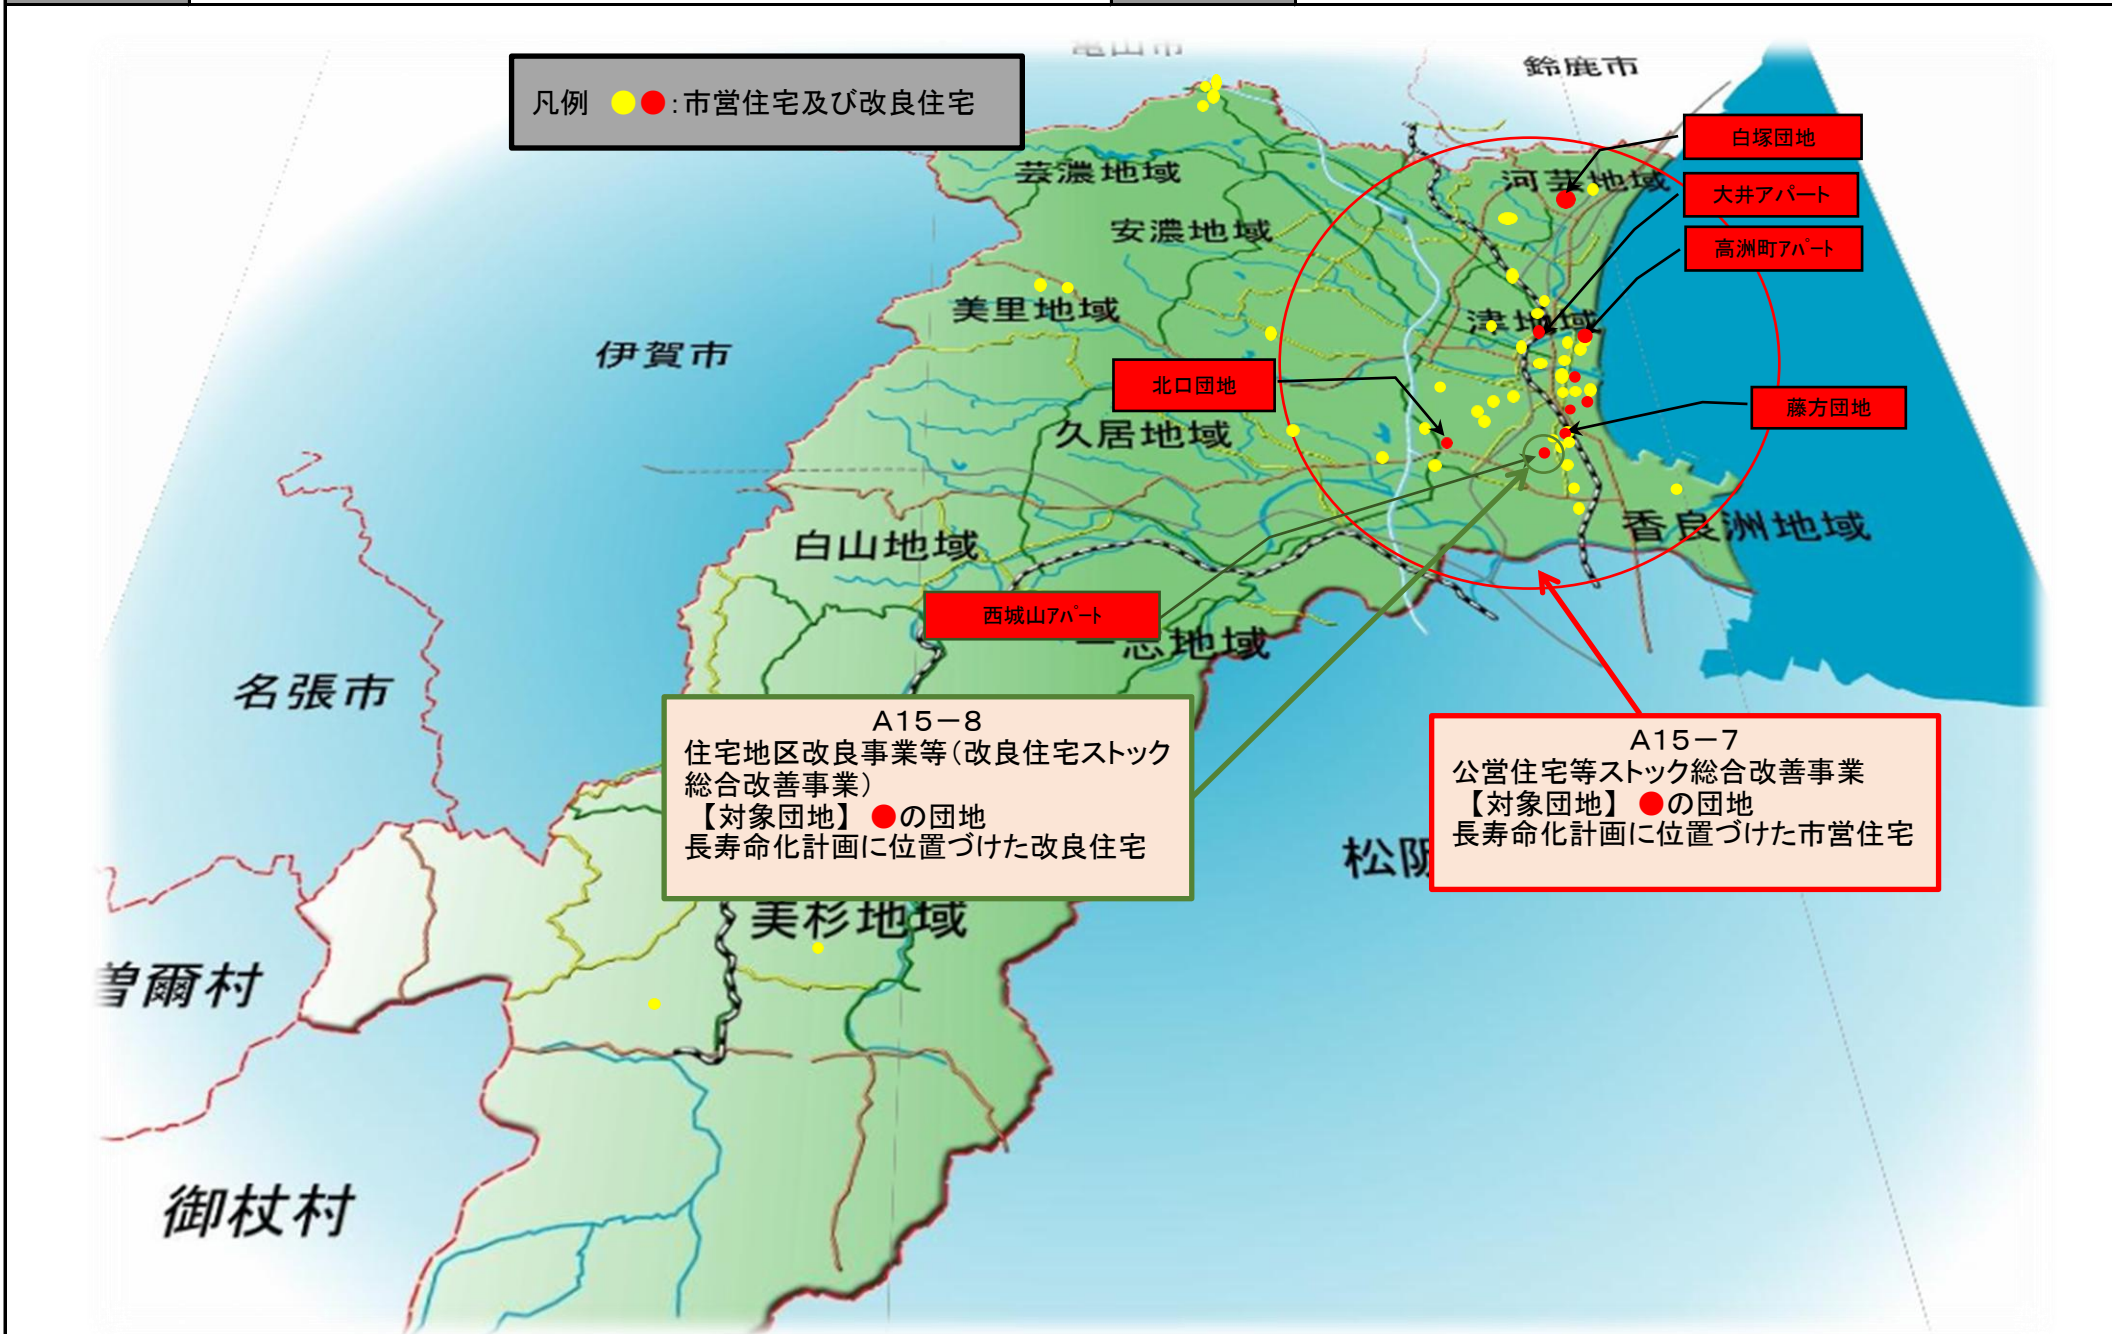 亀山市
鈴鹿市
凡例 ●●:市営住宅及び改良住宅
白塚団地
芸濃地域
河芸地域
大井アパート
安濃地域
高洲町アパート
美里地域
津地域
伊賀市
北口団地
藤方団地
久居地域
香良洲地域
白山地域
西城山アパート
一志地域
名張市
A15-8
住宅地区改良事業等(改良住宅ストック
総合改善事業)
【対象団地】 ●の団地
長寿命化計画に位置づけた改良住宅
A15-7
公営住宅等ストック総合改善事業
【対象団地】 ●の団地
長寿命化計画に位置づけた市営住宅
松阪
美杉地域
曽爾村
御杖村